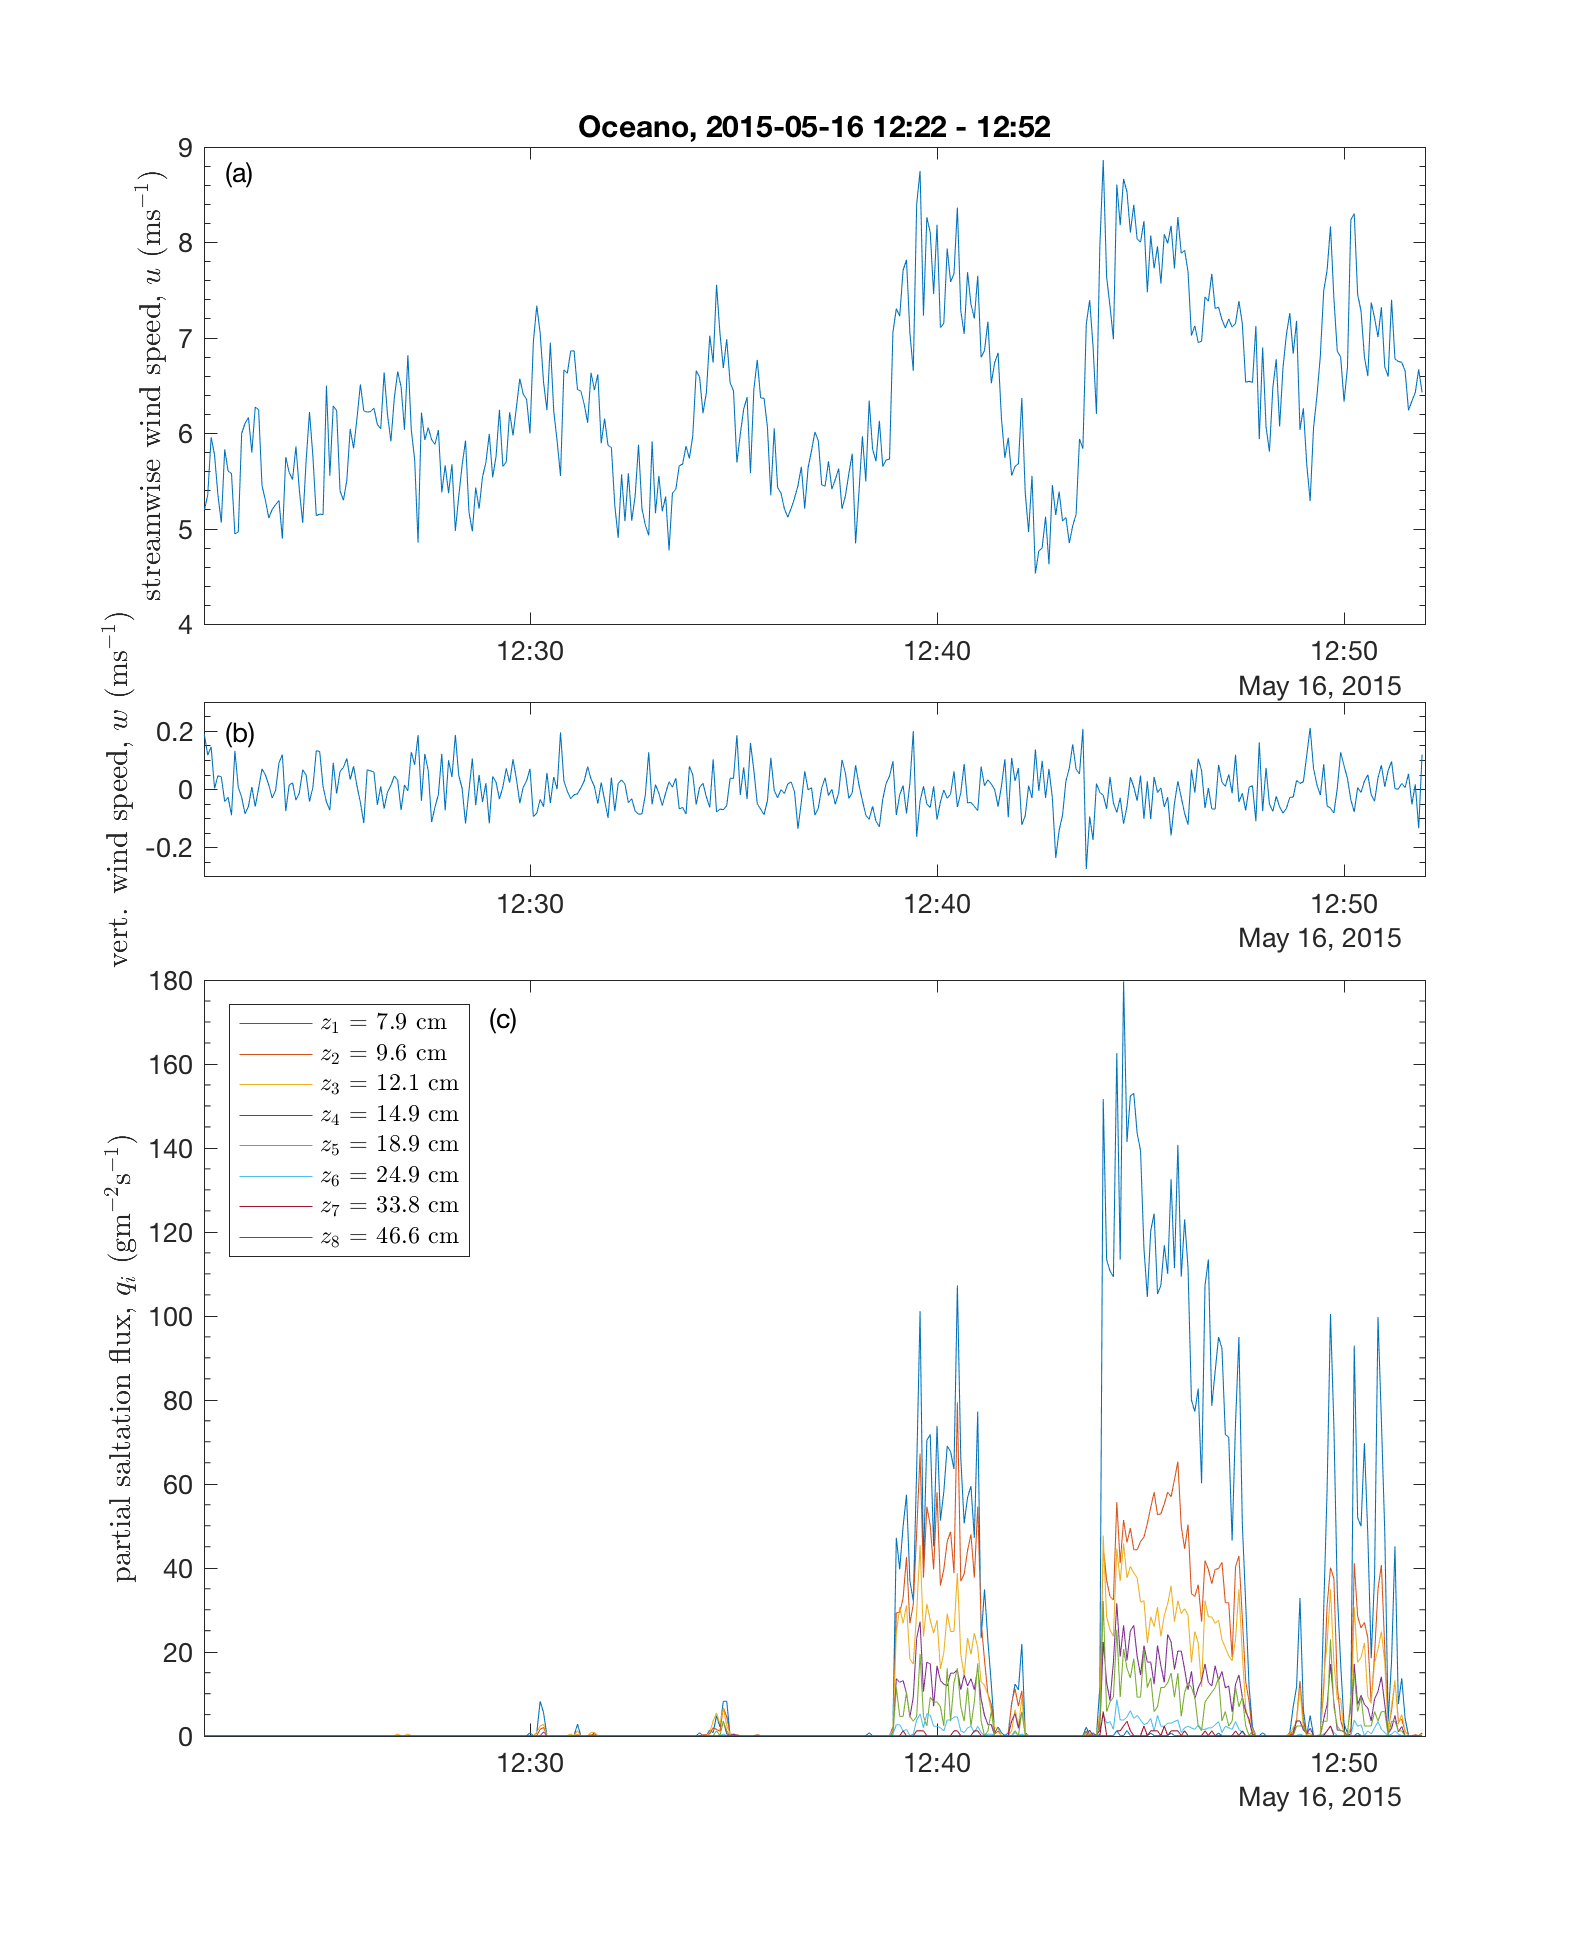 Oceano, 2015-05-16 12:22 - 12:52
(a)
streamwise wind speed, u (ms⁻¹)
9
8
7
6
5
4
12:30 12:40 12:50
May 16, 2015
(b)
vert. wind speed, w (ms⁻¹)
0.2
0
-0.2
12:30 12:40 12:50
May 16, 2015
(c)
partial saltation flux, qᵢ (gm⁻²s⁻¹)
180
160
140
120
100
80
60
40
20
0
z₁ = 7.9 cm
z₂ = 9.6 cm
z₃ = 12.1 cm
z₄ = 14.9 cm
z₅ = 18.9 cm
z₆ = 24.9 cm
z₇ = 33.8 cm
z₈ = 46.6 cm
12:30 12:40 12:50
May 16, 2015